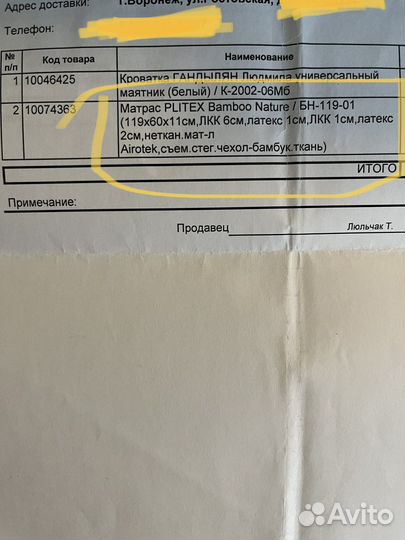 Адрес доставки: г.Воронеж, ул.Ростовская,
Телефон:
№ п/п Код товара Наименование
1 10046425 Кроватка ГАНДЫЛЯН Людмила универсальный
маятник (белый) / К-2002-06Мб
2 10074363 Матрас PLITEX Bamboo Nature / БН-119-01
(119х60х11см,ЛКК 6см,латекс 1см,ЛКК 1см,латекс
2см,неткан.мат-л
Airotek,съем.стег.чехол-бамбук.ткань)
ИТОГО
Примечание:
Продавец Люльчак Т.
Avito